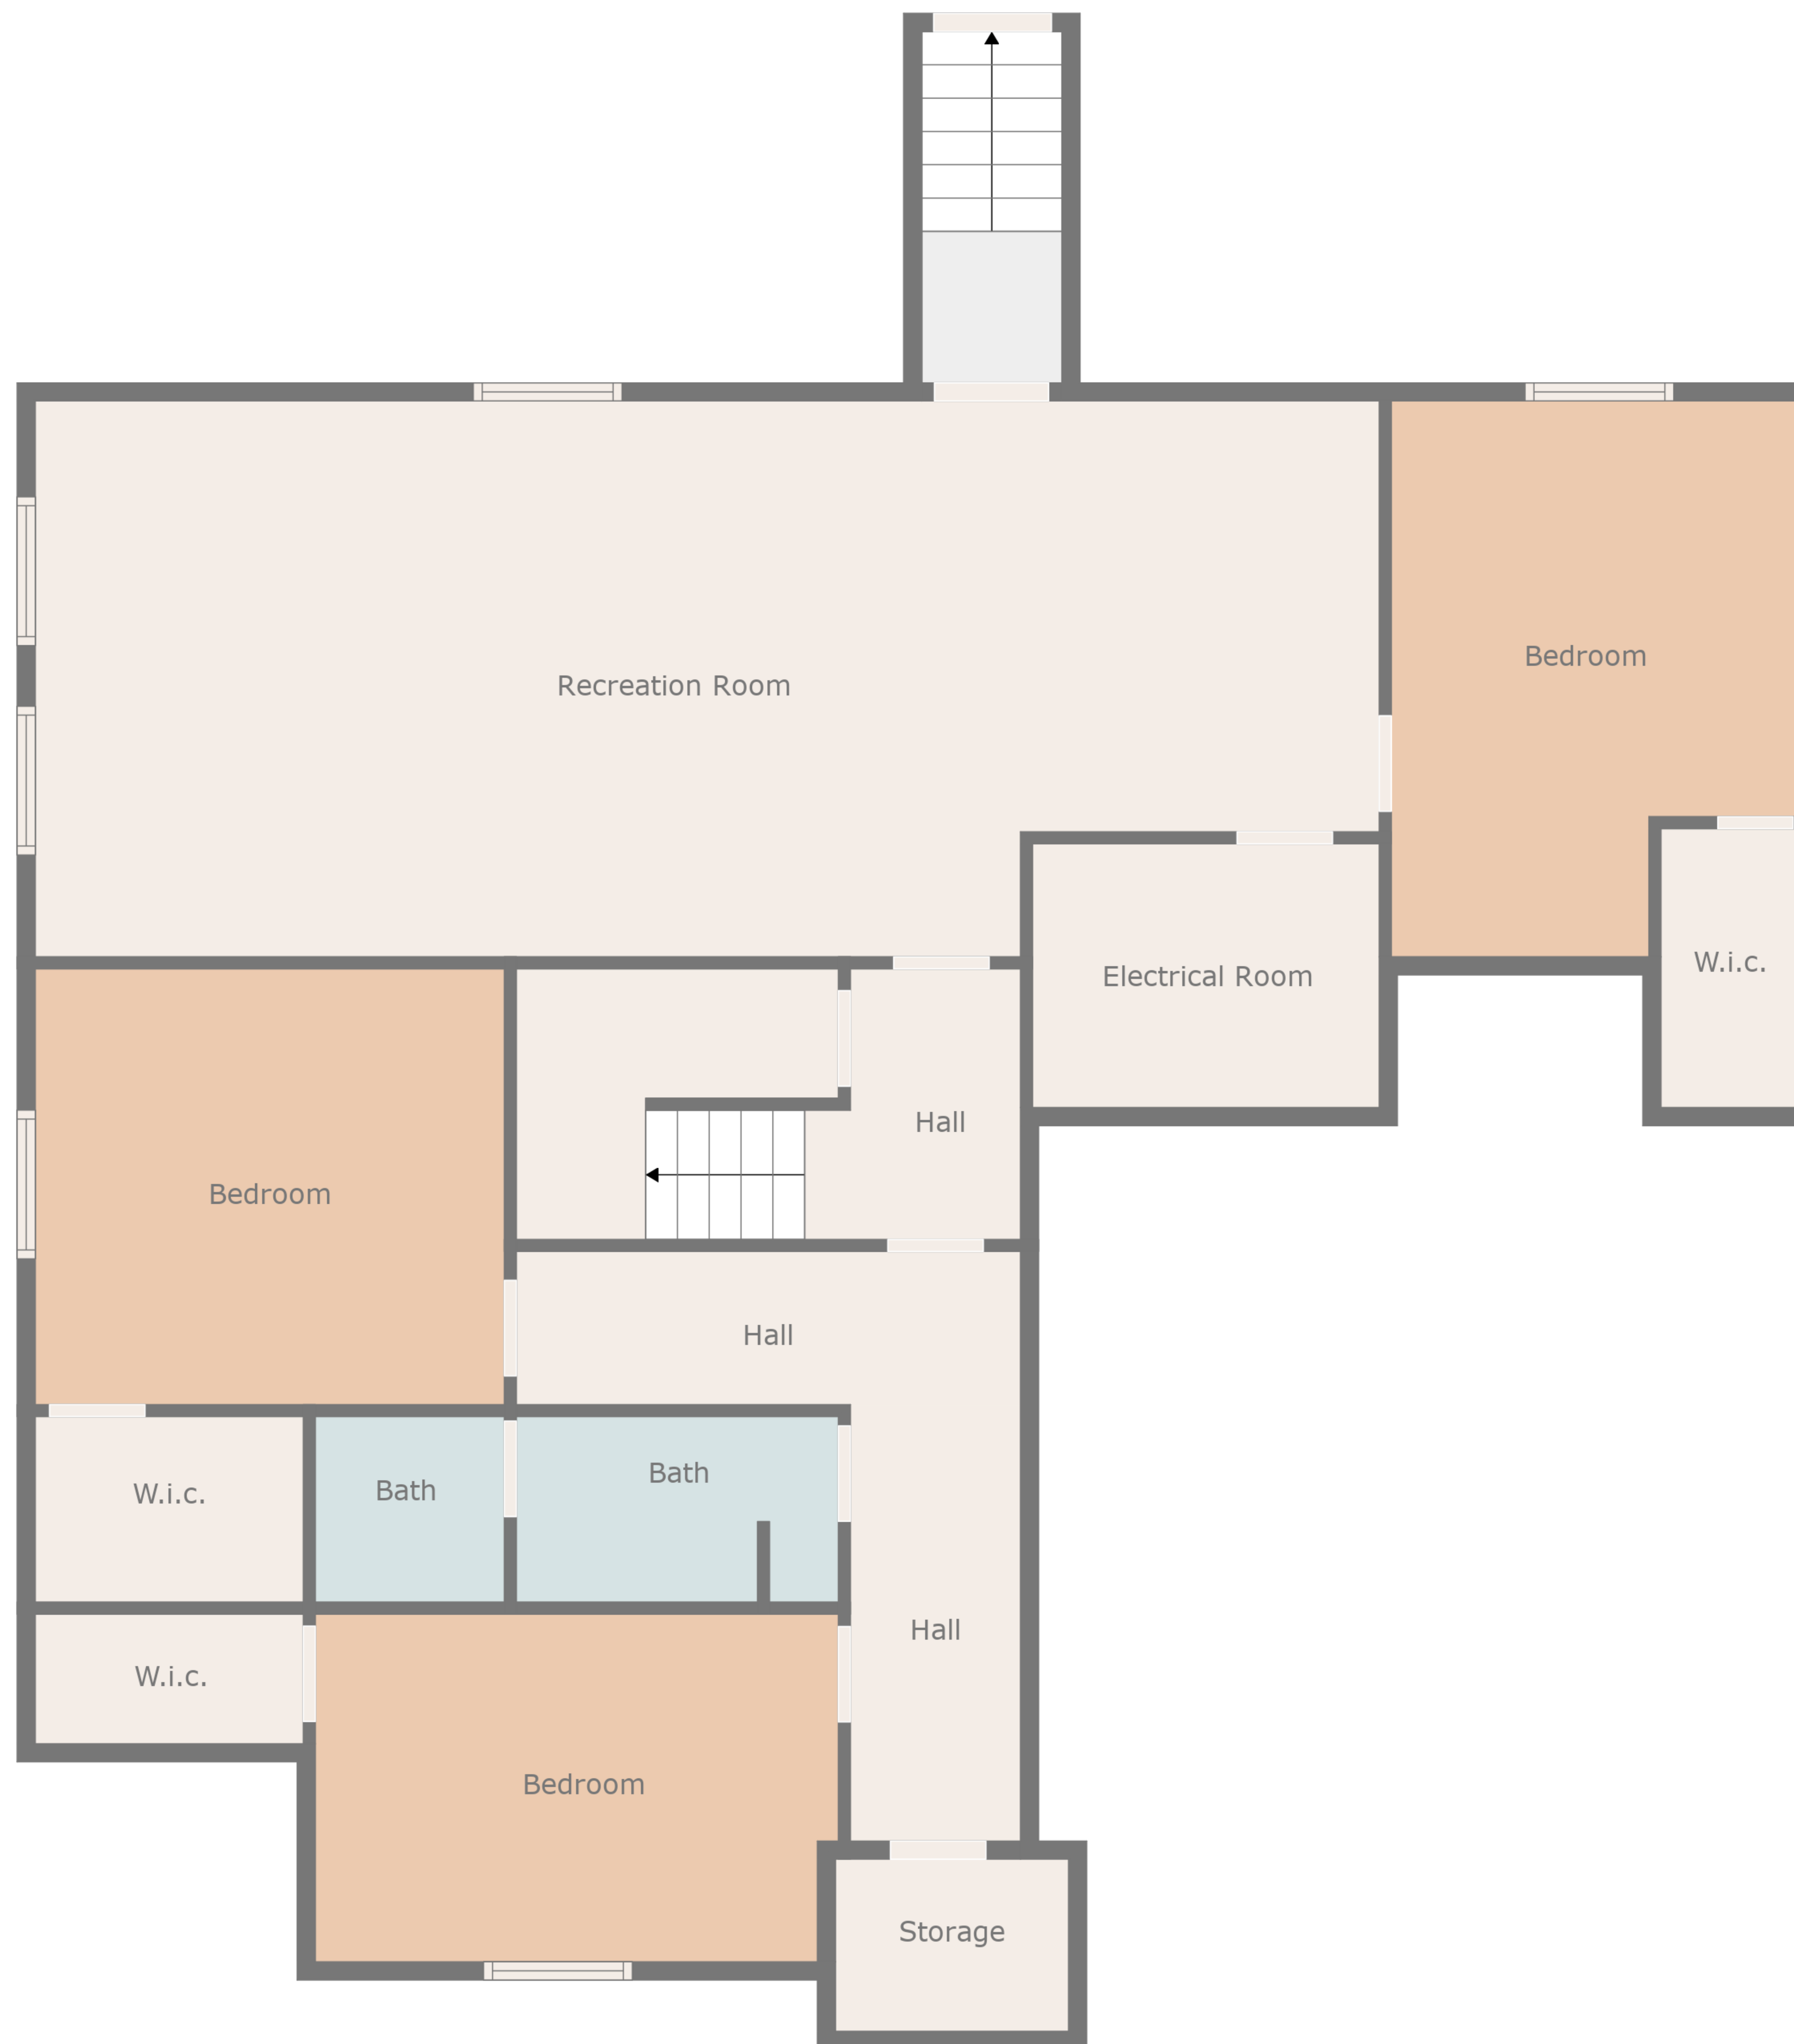 Bedroom
Recreation Room
W.i.c.
Electrical Room
Hall
Bedroom
Hall
Bath
Bath
W.i.c.
Hall
W.i.c.
Bedroom
Storage